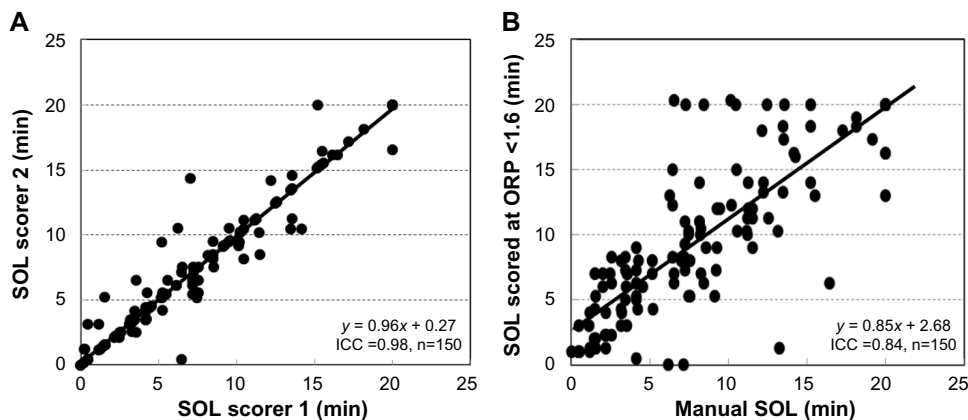 A
B
SOL scorer 2 (min)
25
20
15
10
5
0
y = 0.96x + 0.27
ICC =0.98, n=150
0 5 10 15 20 25
SOL scorer 1 (min)
SOL scored at ORP <1.6 (min)
25
20
15
10
5
0
y = 0.85x + 2.68
ICC =0.84, n=150
0 5 10 15 20 25
Manual SOL (min)